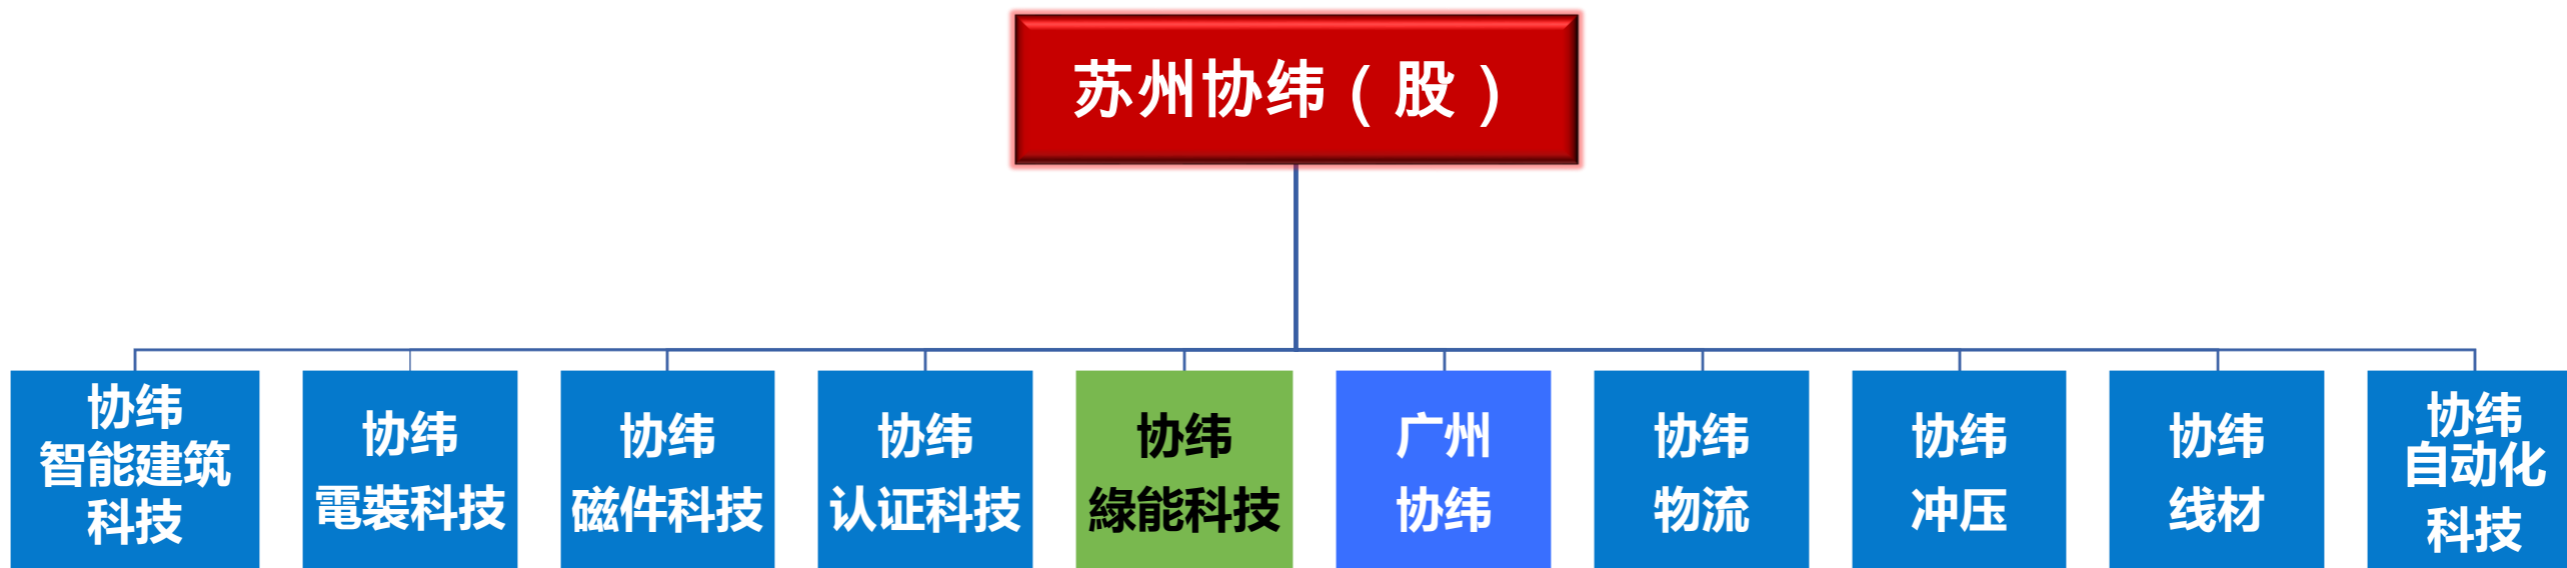 苏州协纬（股）
协纬
智能建筑
科技
协纬
電装科技
协纬
磁件科技
协纬
认证科技
协纬
綠能科技
广州
协纬
协纬
物流
协纬
冲压
协纬
线材
协纬
自动化
科技